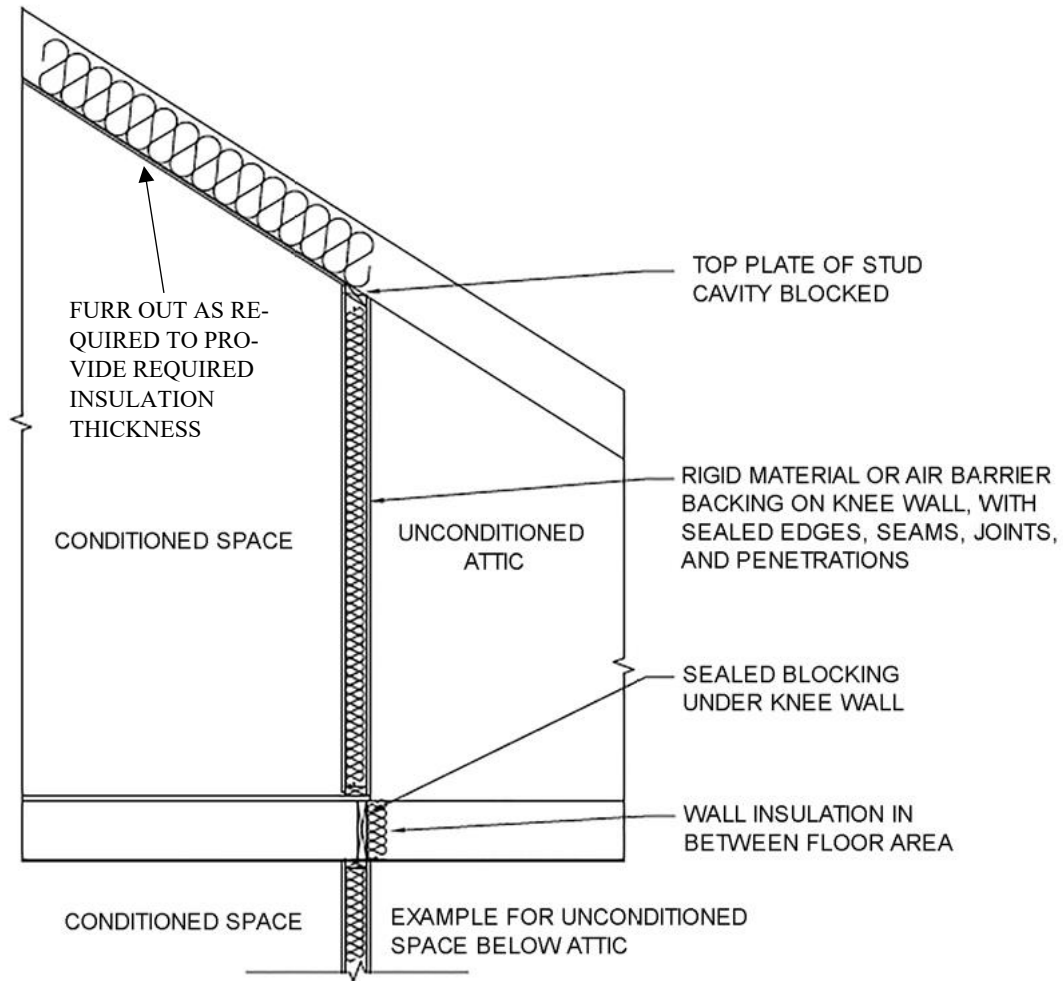 TOP PLATE OF STUD
CAVITY BLOCKED
FURR OUT AS RE-
QUIRED TO PRO-
VIDE REQUIRED
INSULATION
THICKNESS
RIGID MATERIAL OR AIR BARRIER
BACKING ON KNEE WALL, WITH
SEALED EDGES, SEAMS, JOINTS,
AND PENETRATIONS
CONDITIONED SPACE
UNCONDITIONED
ATTIC
SEALED BLOCKING
UNDER KNEE WALL
WALL INSULATION IN
BETWEEN FLOOR AREA
CONDITIONED SPACE
EXAMPLE FOR UNCONDITIONED
SPACE BELOW ATTIC